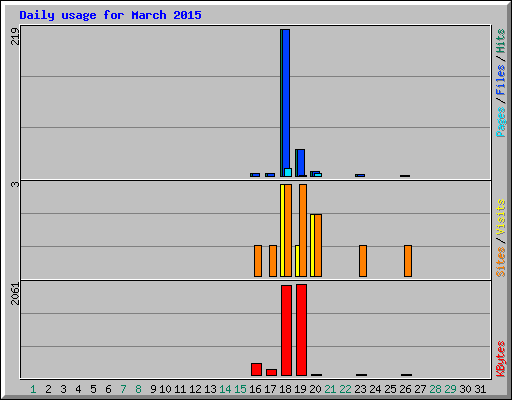 Daily usage for March 2015
219
Pages / Files / Hits
3
Sites / Visits
2061
KBytes
1 2 3 4 5 6 7 8 9 10 11 12 13 14 15 16 17 18 19 20 21 22 23 24 25 26 27 28 29 30 31